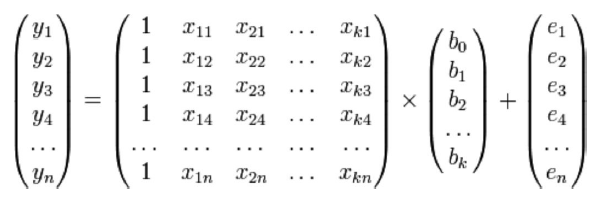 y₁ 1 x₁₁ x₂₁ … xₖ₁ b₀ e₁
y₂ 1 x₁₂ x₂₂ … xₖ₂ b₁ e₂
y₃ = 1 x₁₃ x₂₃ … xₖ₃ × b₂ + e₃
y₄ 1 x₁₄ x₂₄ … xₖ₄ … e₄
… … … … … … bₖ …
yₙ 1 x₁ₙ x₂ₙ … xₖₙ eₙ